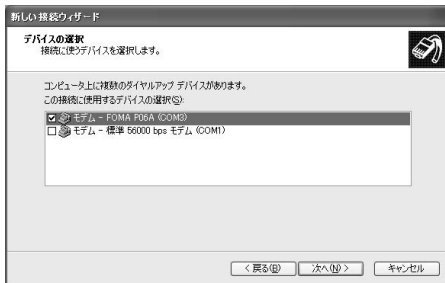 新しい接続ウィザード
デバイスの選択
接続に使うデバイスを選択します。
コンピュータ上に複数のダイヤルアップ デバイスがあります。
この接続に使用するデバイスの選択(S):
モデム - FOMA P06A (COM3)
モデム - 標準 56000 bps モデム (COM1)
< 戻る(B)
次へ(N) >
キャンセル